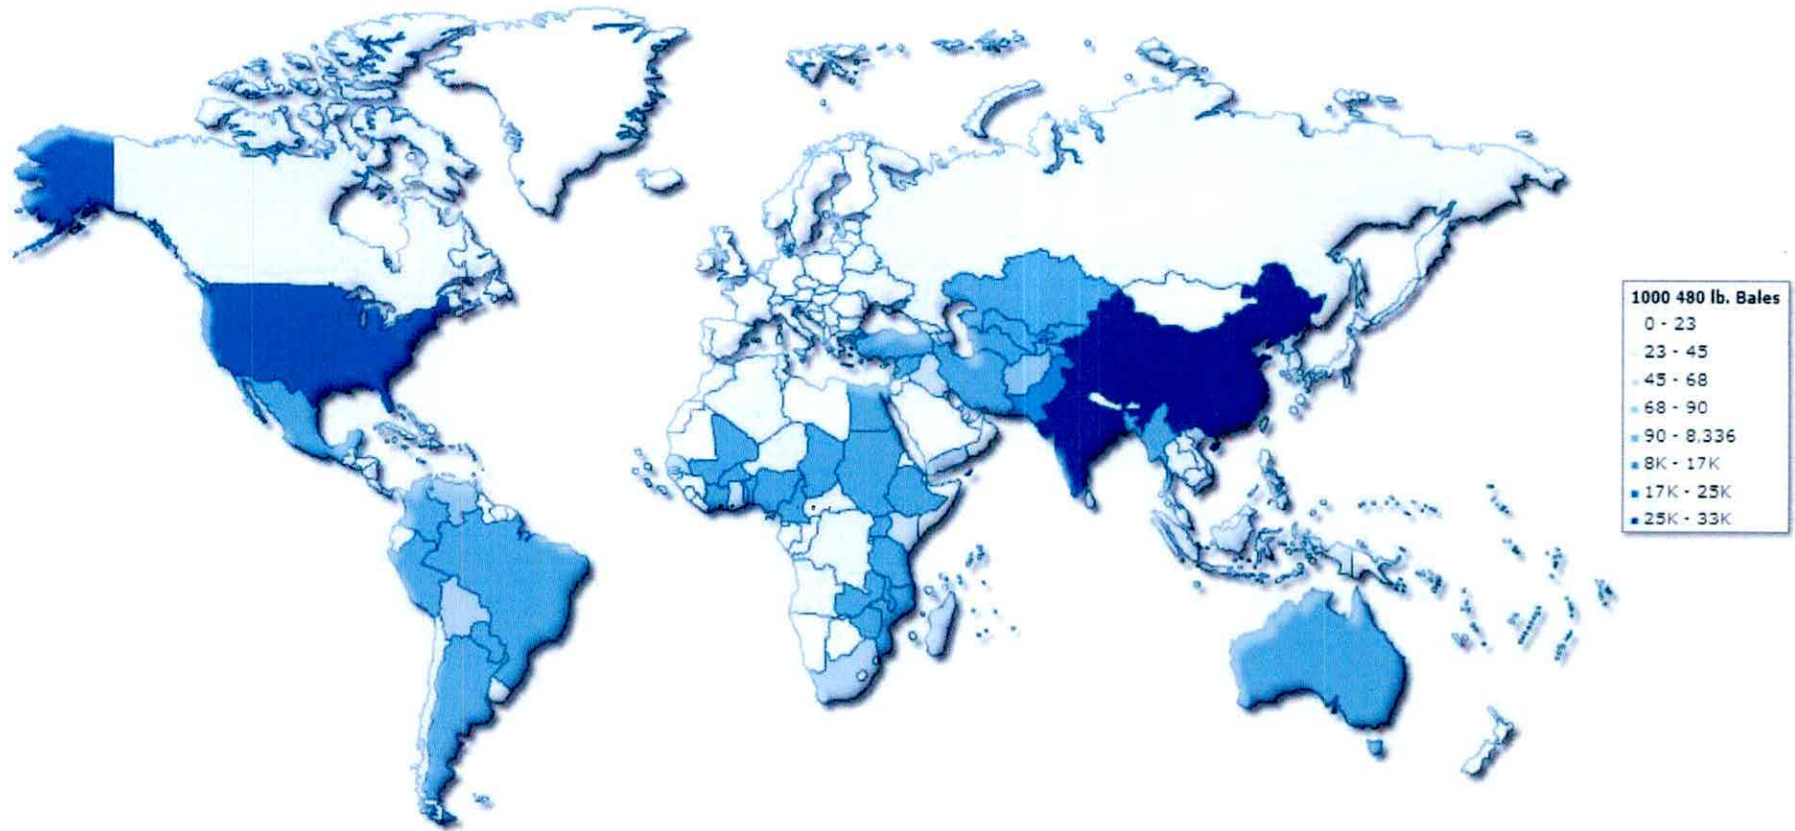 1000 480 lb. Bales
0 - 23
23 - 45
45 - 68
68 - 90
90 - 8,336
8K - 17K
17K - 25K
25K - 33K